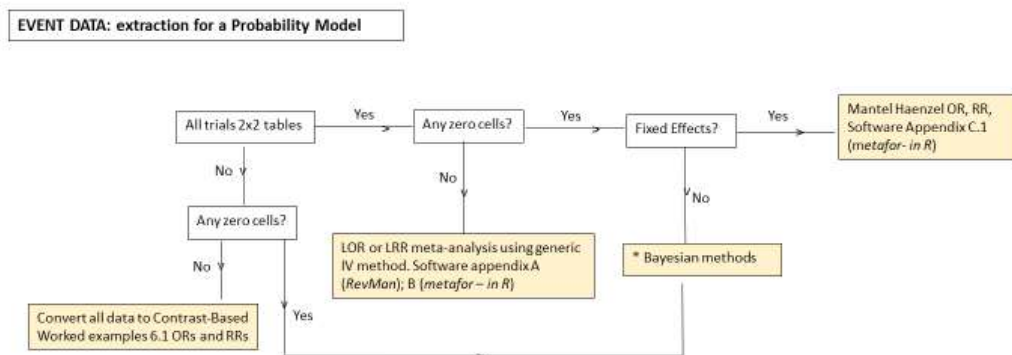 EVENT DATA: extraction for a Probability Model
All trials 2x2 tables
Yes
Any zero cells?
Yes
Fixed Effects?
Yes
Mantel Haenzel OR, RR,
Software Appendix C.1
(metafor- in R)
No
No
No
Any zero cells?
LOR or LRR meta-analysis using generic
IV method. Software appendix A
(RevMan); B (metafor – in R)
* Bayesian methods
No
Yes
Convert all data to Contrast-Based
Worked examples 6.1 ORs and RRs